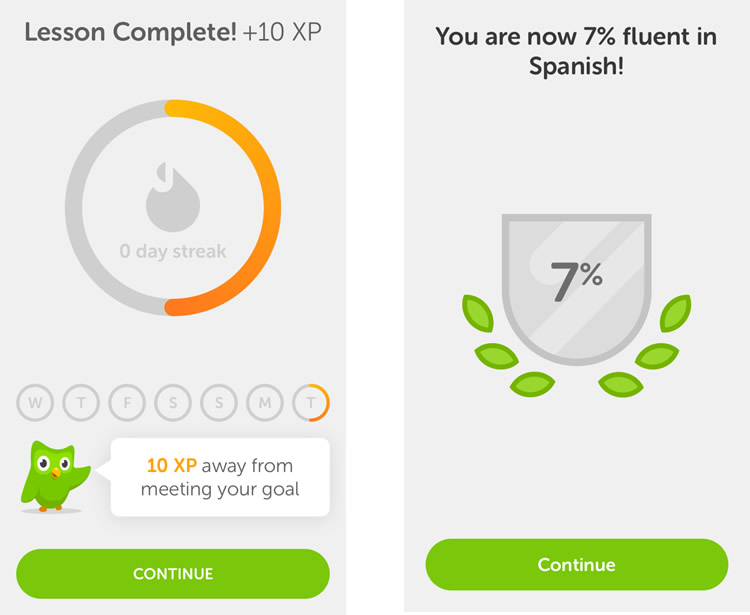 Lesson Complete! +10 XP
0 day streak
W T F S S M T
10 XP away from
meeting your goal
CONTINUE
You are now 7% fluent in
Spanish!
7%
Continue